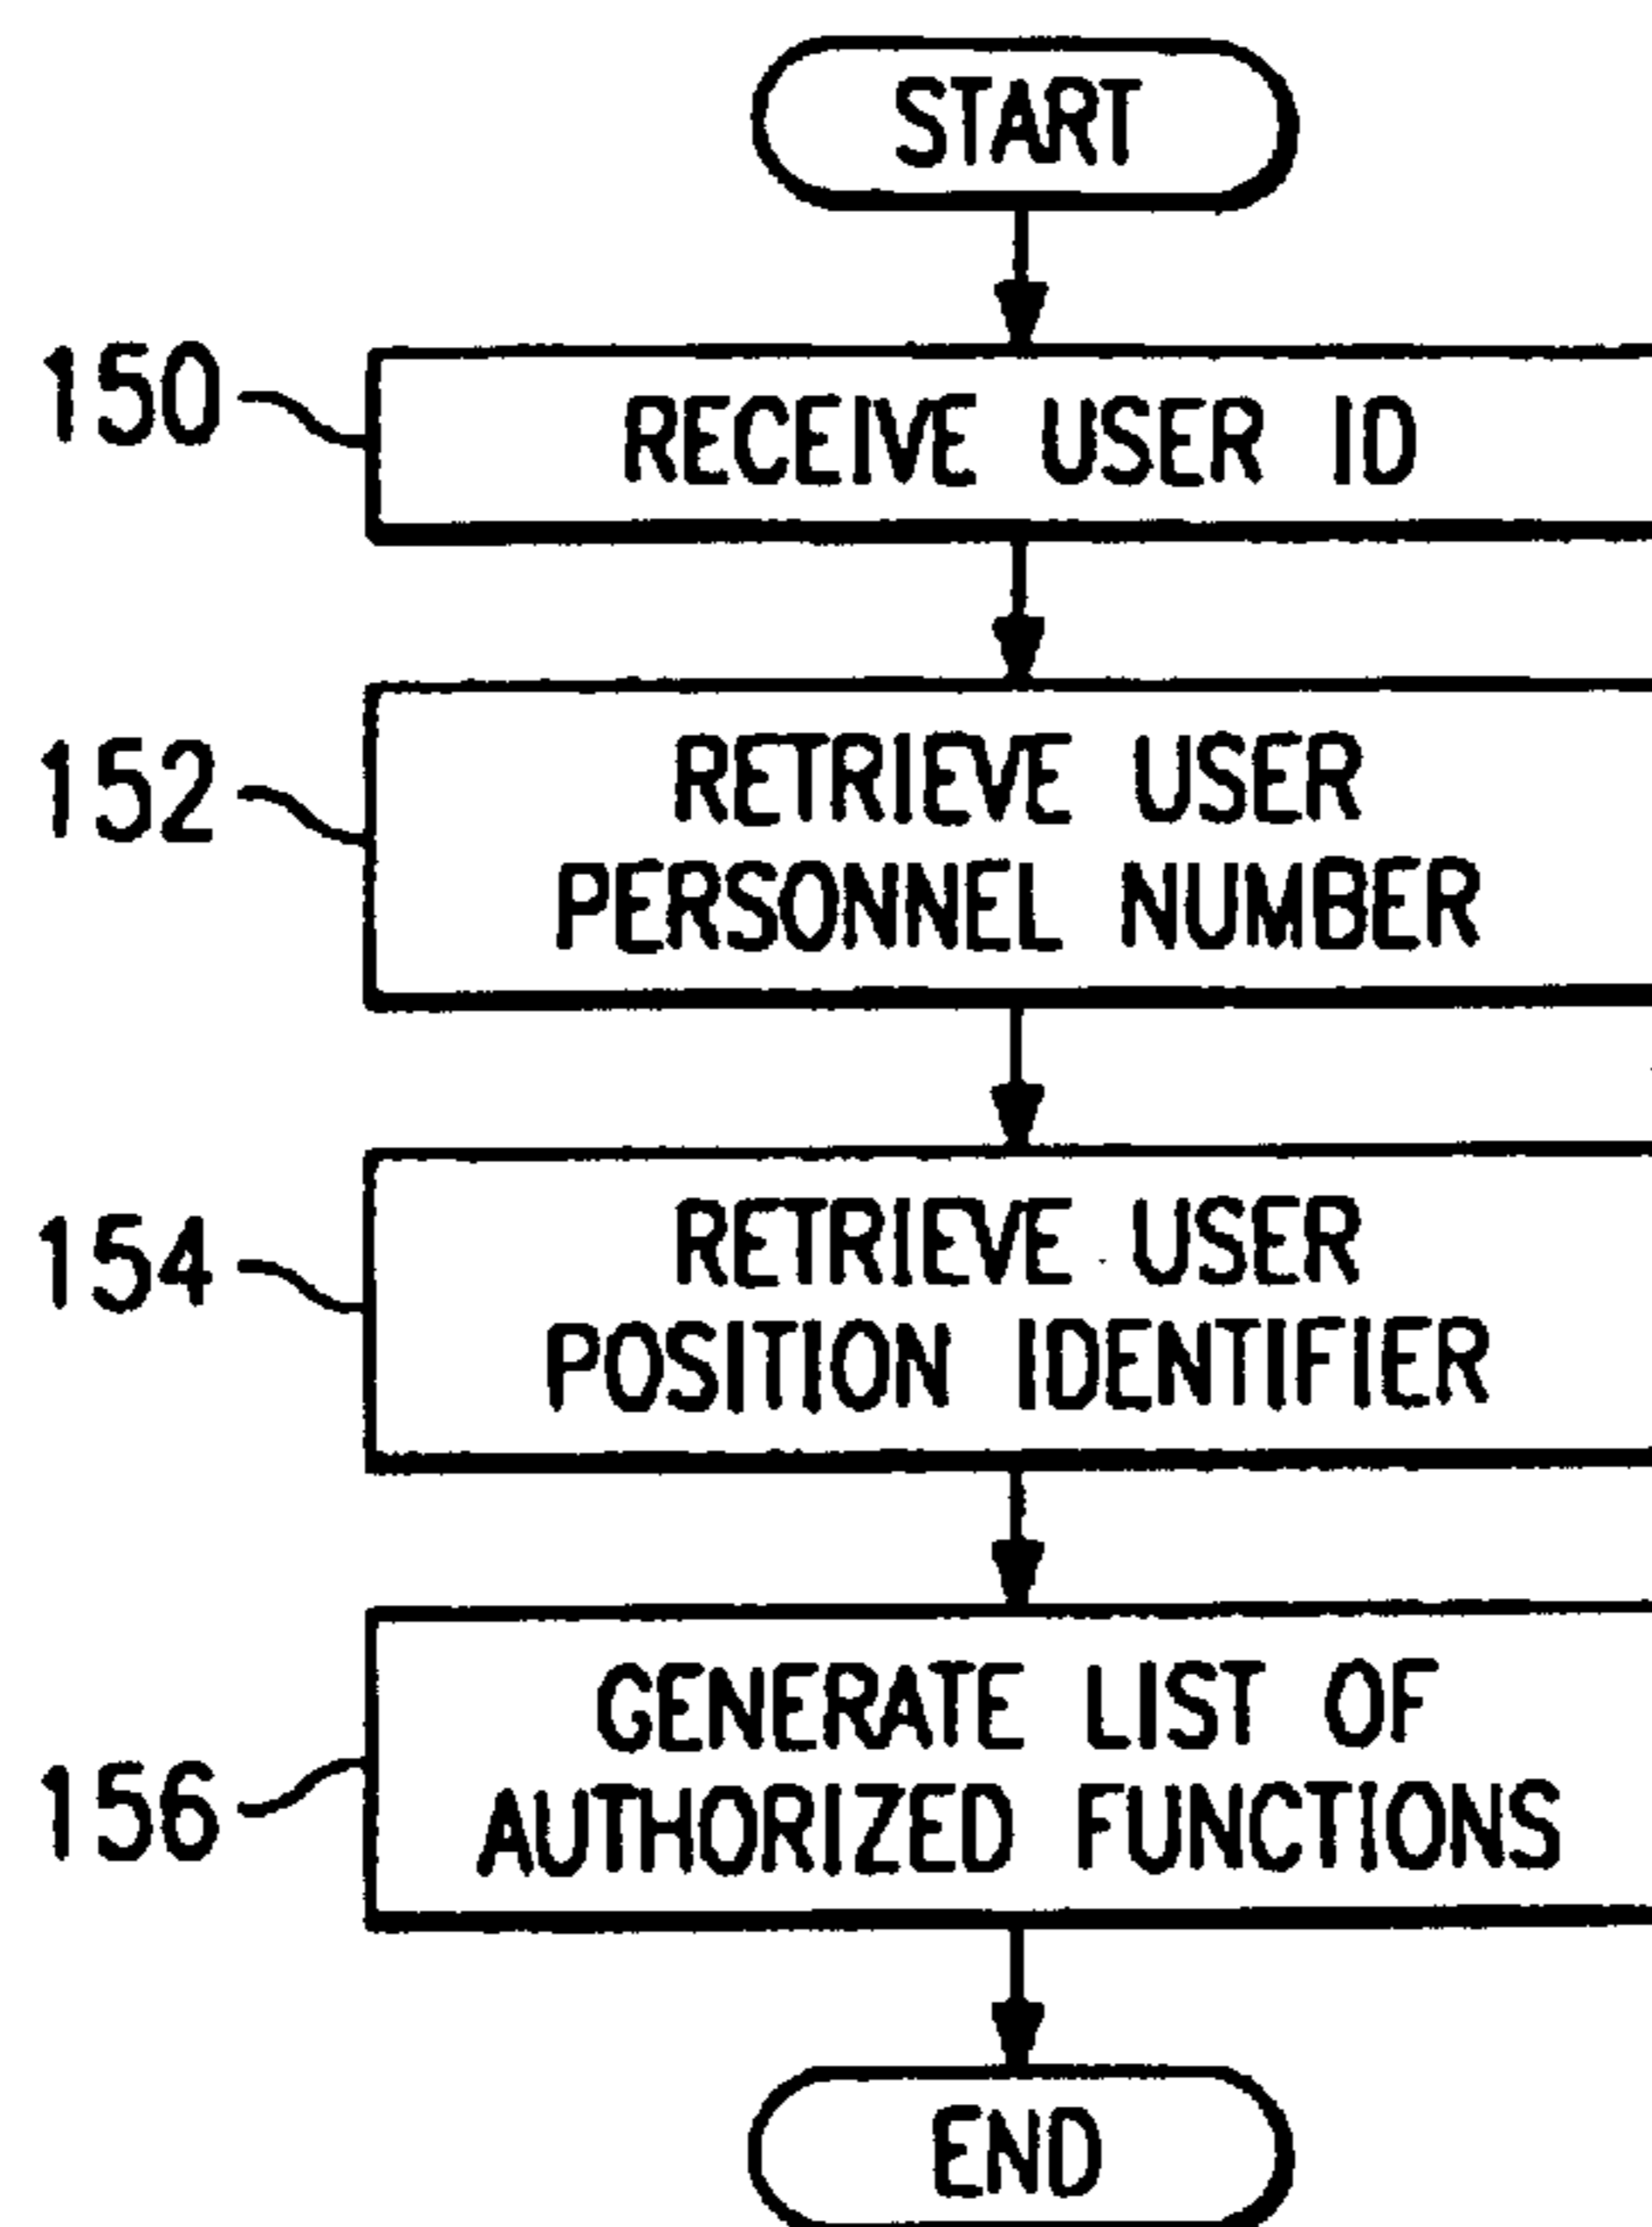 START
150
RECEIVE USER ID
152
RETRIEVE USER
PERSONNEL NUMBER
154
RETRIEVE USER
POSITION IDENTIFIER
156
GENERATE LIST OF
AUTHORIZED FUNCTIONS
END